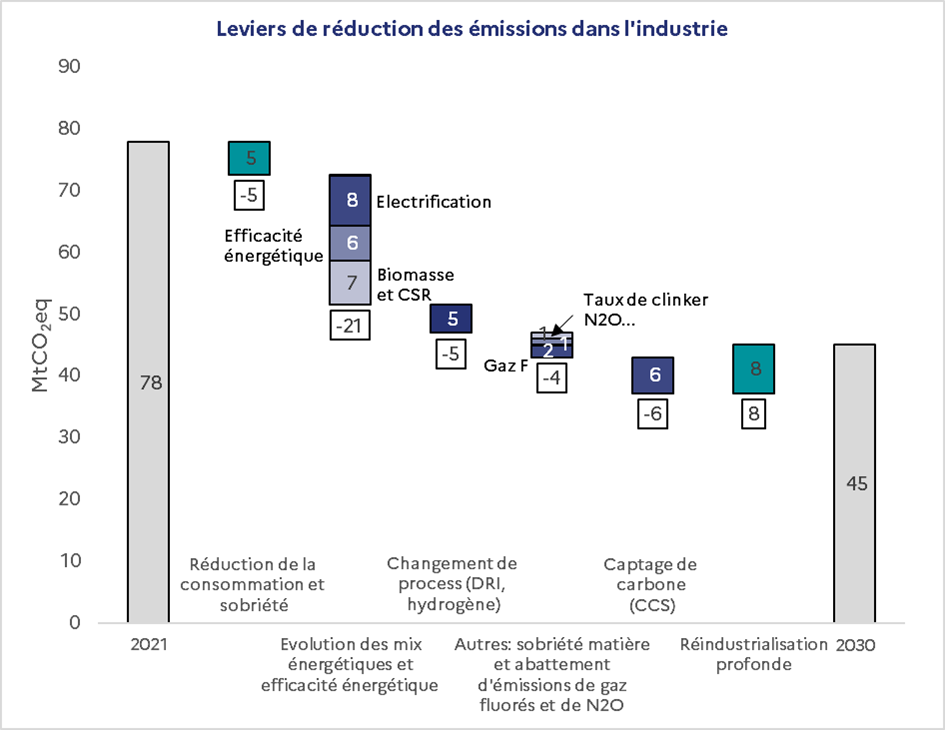 Leviers de réduction des émissions dans l'industrie
90
80
70
60
50
40
30
20
10
0
MtCO2eq
78
5
-5
8
Electrification
Efficacité
énergétique
6
7
Biomasse
et CSR
-21
5
-5
Taux de clinker
N2O...
1
1
2
Gaz F
-4
6
-6
8
8
45
Réduction de la
consommation et
sobriété
Changement de
process (DRI,
hydrogène)
Captage de
carbone
(CCS)
2021
Evolution des mix
énergétiques et
efficacité énergétique
Autres: sobriété matière
et abattement
d'émissions de gaz
fluorés et de N2O
Réindustrialisation
profonde
2030